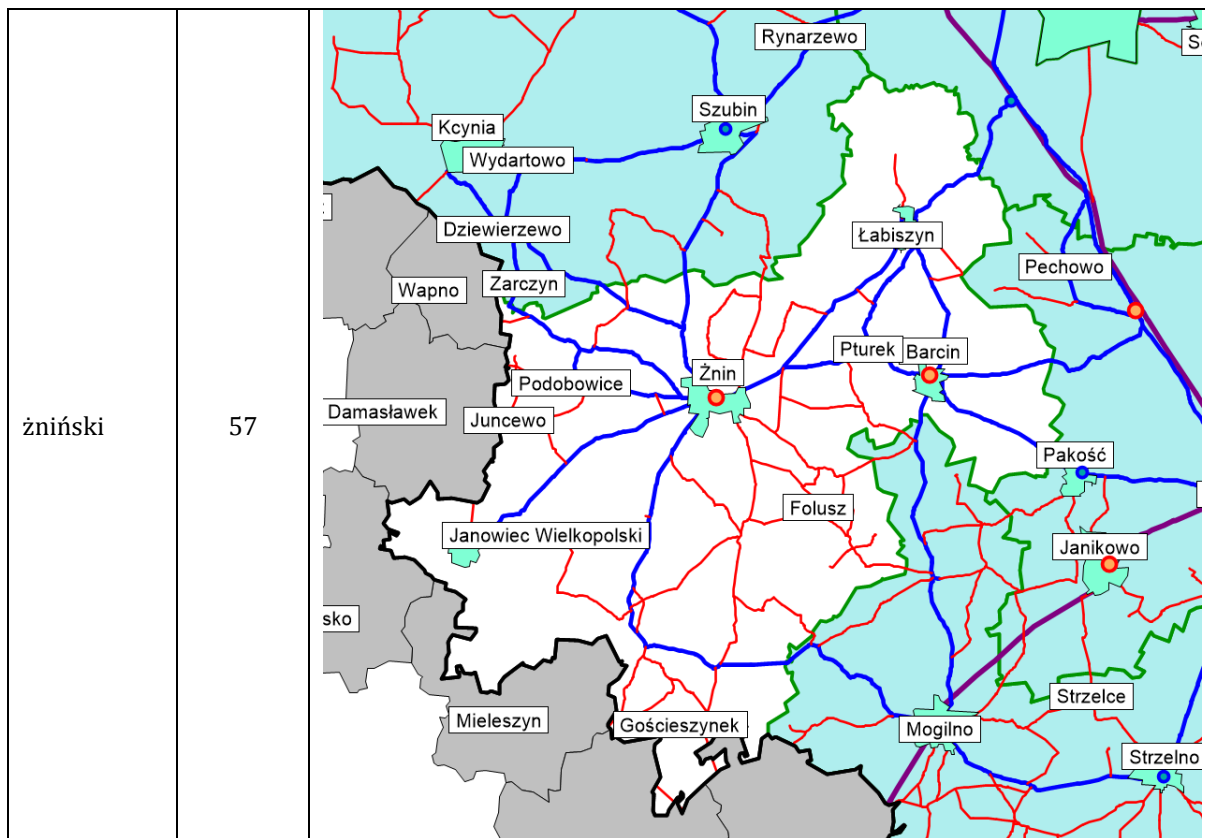 żniński
57
Rynarzewo
Szubin
Kcynia
Wydartowo
Dziewierzewo
Łabiszyn
Wapno
Zarczyn
Pechowo
Pturek
Barcin
Żnin
Podobowice
Damasławek
Juncewo
Pakość
Folusz
Janowiec Wielkopolski
Janikowo
sko
Strzelce
Mieleszyn
Gościeszynek
Mogilno
Strzelno